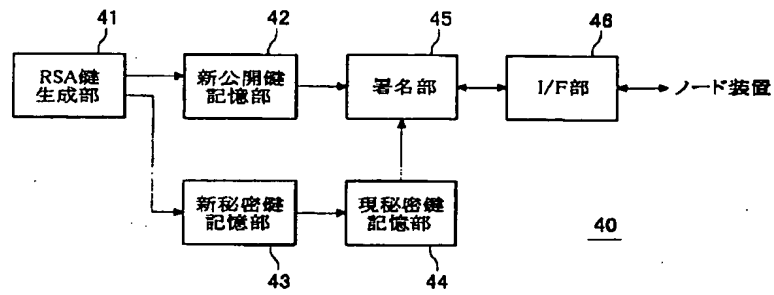 41
42
45
46
RSA鍵
生成部
新公開鍵
記憶部
署名部
I/F部
ノード装置
新秘密鍵
記憶部
現秘密鍵
記憶部
40
43
44